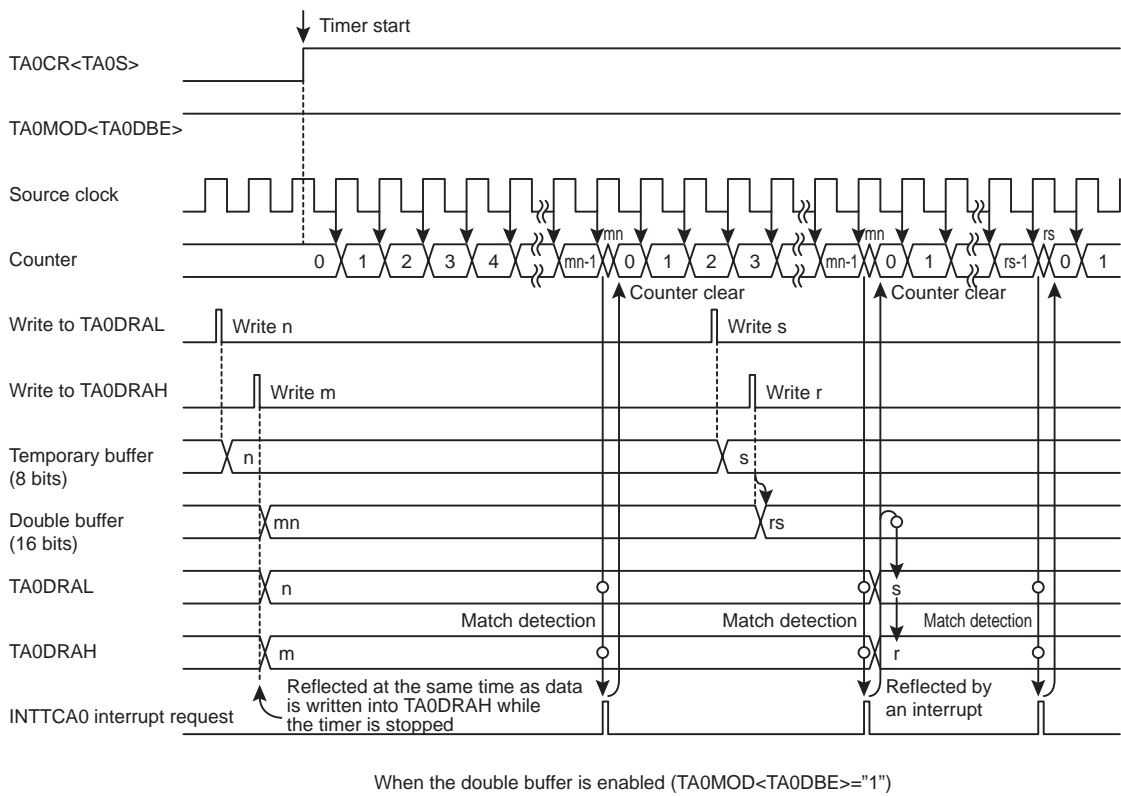 Timer start
TA0CR<TA0S>
TA0MOD<TA0DBE>
Source clock
mn mn rs
Counter 0 1 2 3 4 mn-1 0 1 2 3 mn-1 0 1 rs-1 0 1
Counter clear Counter clear
Write to TA0DRAL Write n Write s
Write to TA0DRAH Write m Write r
Temporary buffer n s
(8 bits)
Double buffer mn rs
(16 bits)
TA0DRAL n s
Match detection Match detection Match detection
TA0DRAH m r
Reflected at the same time as data
is written into TA0DRAH while
the timer is stopped
Reflected by
an interrupt
INTTCA0 interrupt request
When the double buffer is enabled (TA0MOD<TA0DBE>=”1”)